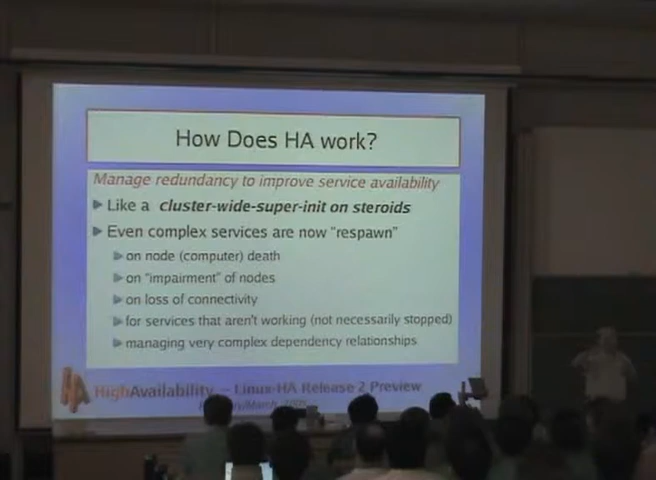 How Does HA work?
Manage redundancy to improve service availability
Like a cluster-wide-super-init on steroids
Even complex services are now "respawn"
on node (computer) death
on "impairment" of nodes
on loss of connectivity
for services that aren't working (not necessarily stopped)
managing very complex dependency relationships
HA HighAvailability – Linux-HA Release 2 Preview